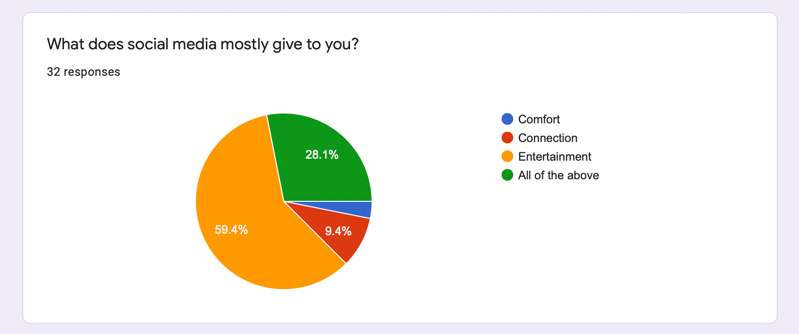 What does social media mostly give to you?
32 responses
Comfort
Connection
Entertainment
All of the above
28.1%
9.4%
59.4%